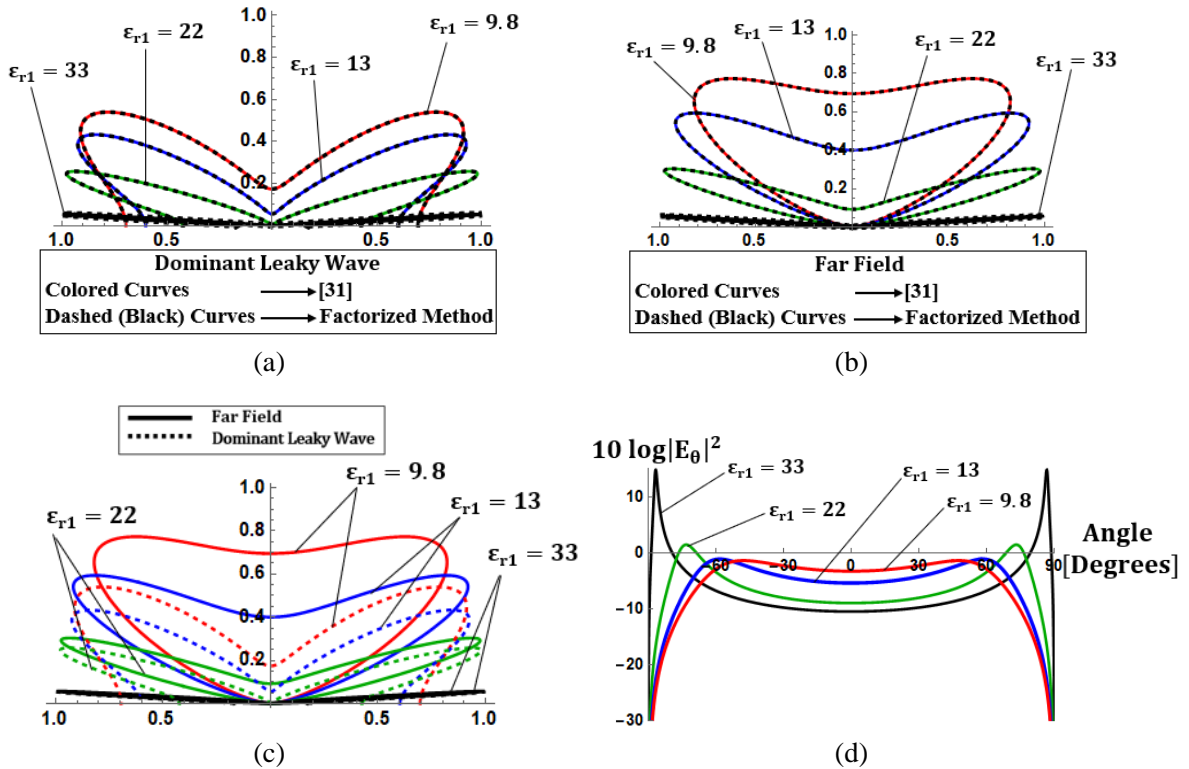 εr1 = 22
εr1 = 9.8
εr1 = 33
εr1 = 13
1.0
0.8
0.6
0.4
0.2
1.0 0.5 0.5 1.0
Dominant Leaky Wave
Colored Curves [31]
Dashed (Black) Curves Factorized Method
(a)
εr1 = 13
εr1 = 22
εr1 = 9.8
εr1 = 33
1.0
0.8
0.6
0.4
0.2
1.0 0.5 0.5 1.0
Far Field
Colored Curves [31]
Dashed (Black) Curves Factorized Method
(b)
Far Field
Dominant Leaky Wave
εr1 = 9.8
εr1 = 13
εr1 = 22
εr1 = 33
1.0
0.8
0.6
0.4
0.2
1.0 0.5 0.5 1.0
(c)
10 log|Eθ|²
εr1 = 33
εr1 = 13
εr1 = 9.8
εr1 = 22
10
0
-60 -30 0 30 60 90
Angle
[Degrees]
-10
-20
-30
(d)